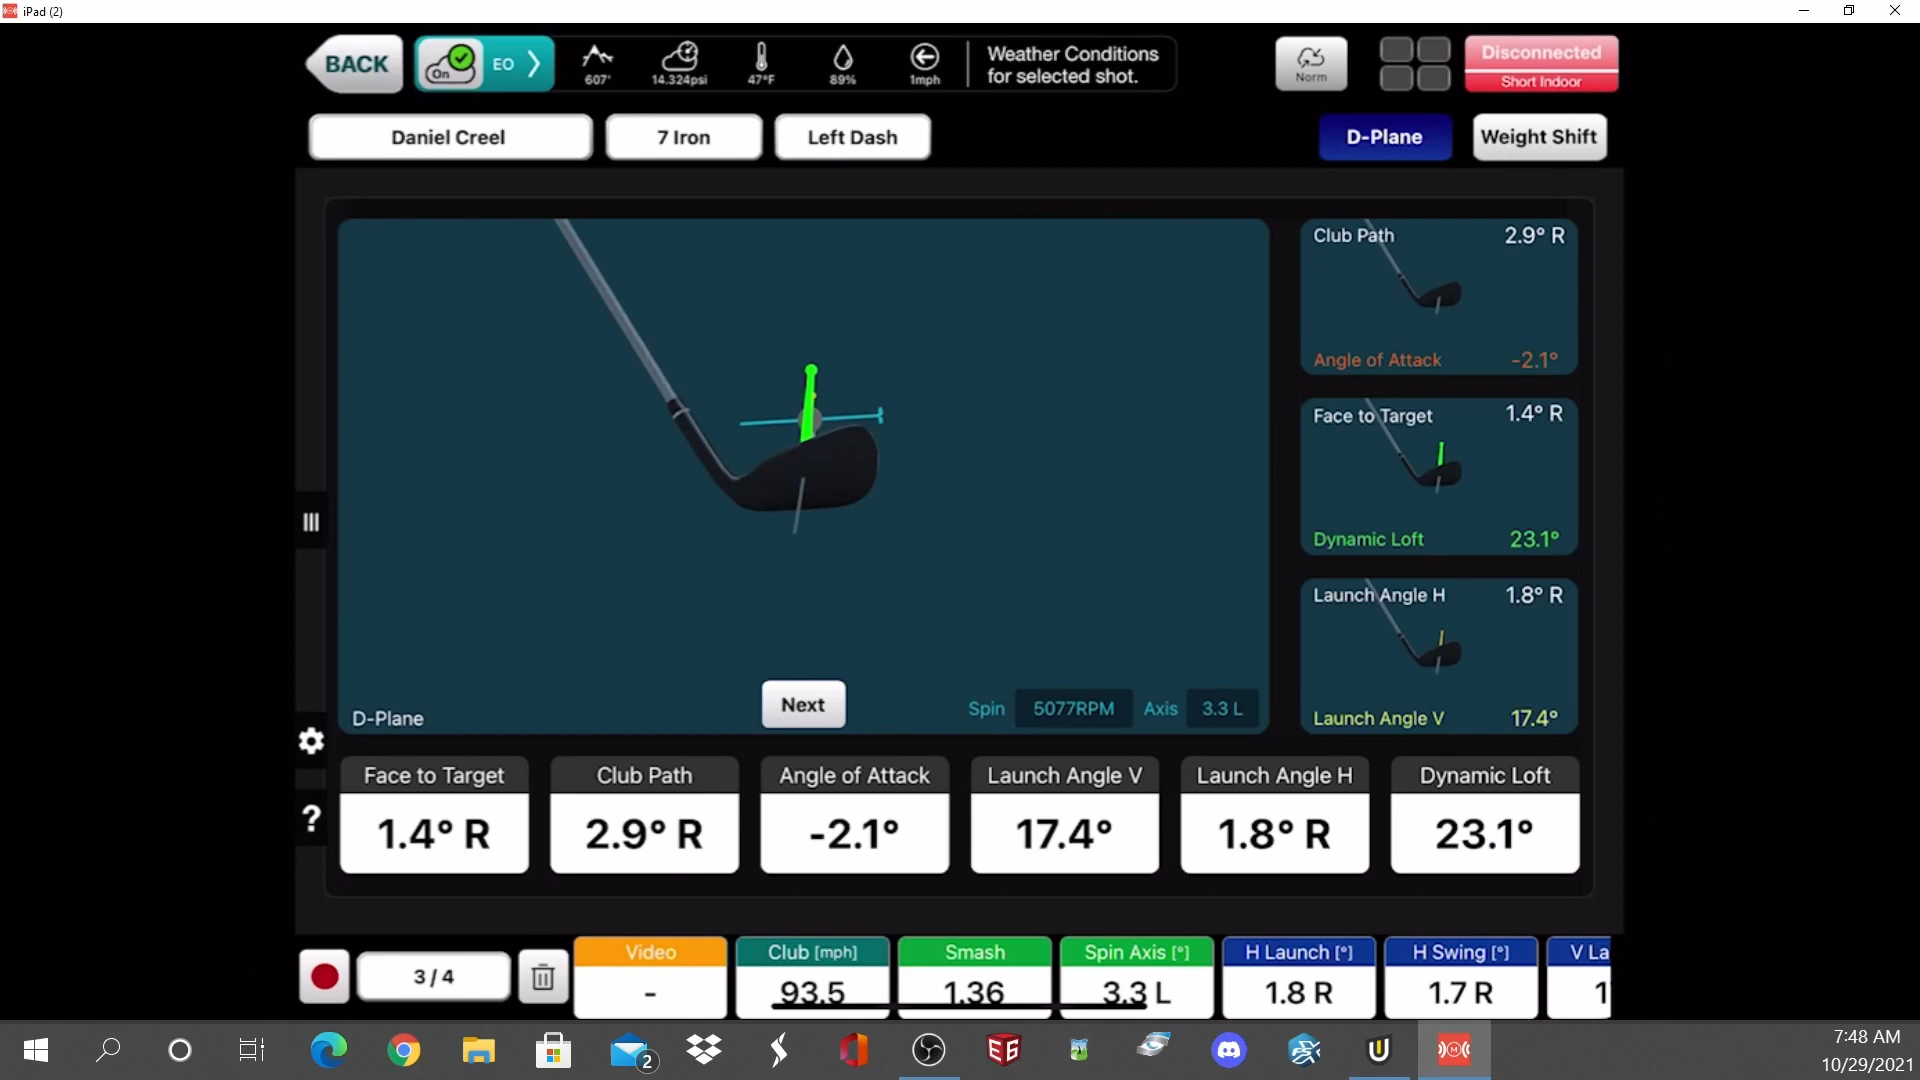 iPad (2)
BACK
On
EO
607'
14.324psi
47°F
89%
1mph
Weather Conditions
for selected shot.
Norm
Disconnected
Short Indoor
Daniel Creel
7 Iron
Left Dash
D-Plane
Weight Shift
Club Path 2.9° R
Angle of Attack -2.1°
Face to Target 1.4° R
Dynamic Loft 23.1°
Launch Angle H 1.8° R
Launch Angle V 17.4°
Next
Spin 5077RPM Axis 3.3 L
D-Plane
?
Face to Target
1.4° R
Club Path
2.9° R
Angle of Attack
-2.1°
Launch Angle V
17.4°
Launch Angle H
1.8° R
Dynamic Loft
23.1°
3 / 4
Video
-
Club [mph]
93.5
Smash
1.36
Spin Axis [°]
3.3 L
H Launch [°]
1.8 R
H Swing [°]
1.7 R
V La
1
2
E6
FSX
U
M
7:48 AM
10/29/2021